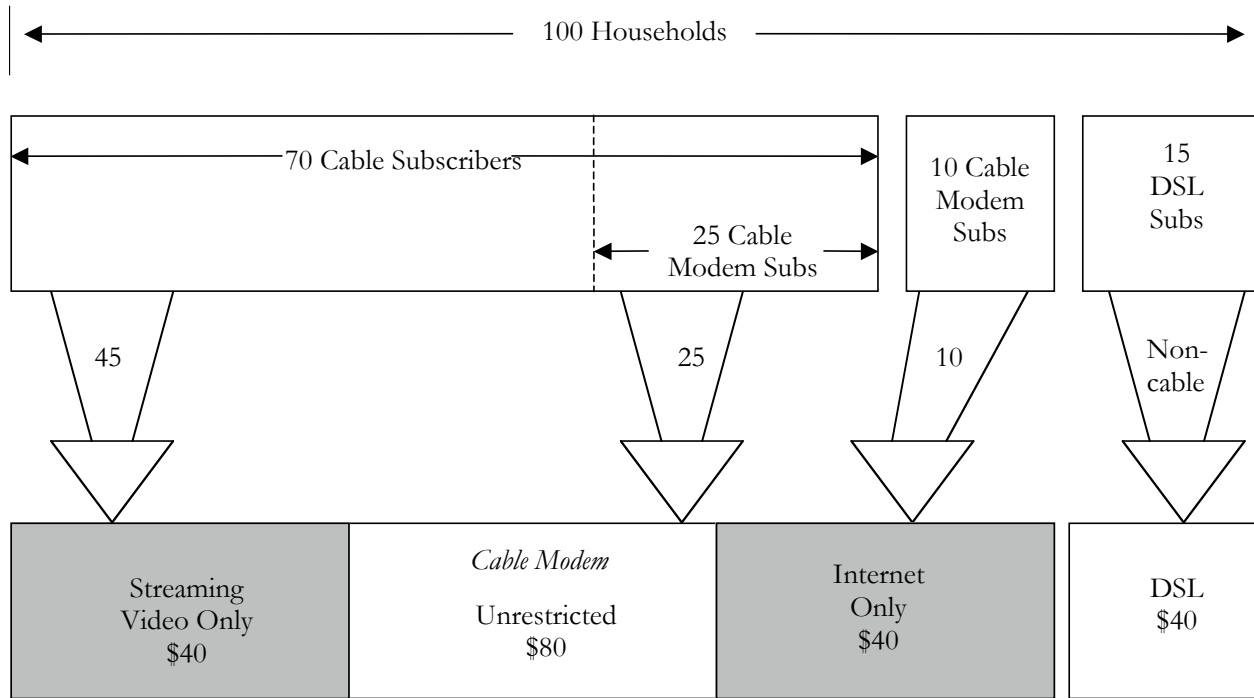 100 Households
70 Cable Subscribers
25 Cable
Modem Subs
10 Cable
Modem
Subs
15
DSL
Subs
45
25
10
Non-
cable
Streaming
Video Only
$40
Cable Modem
Unrestricted
$80
Internet
Only
$40
DSL
$40